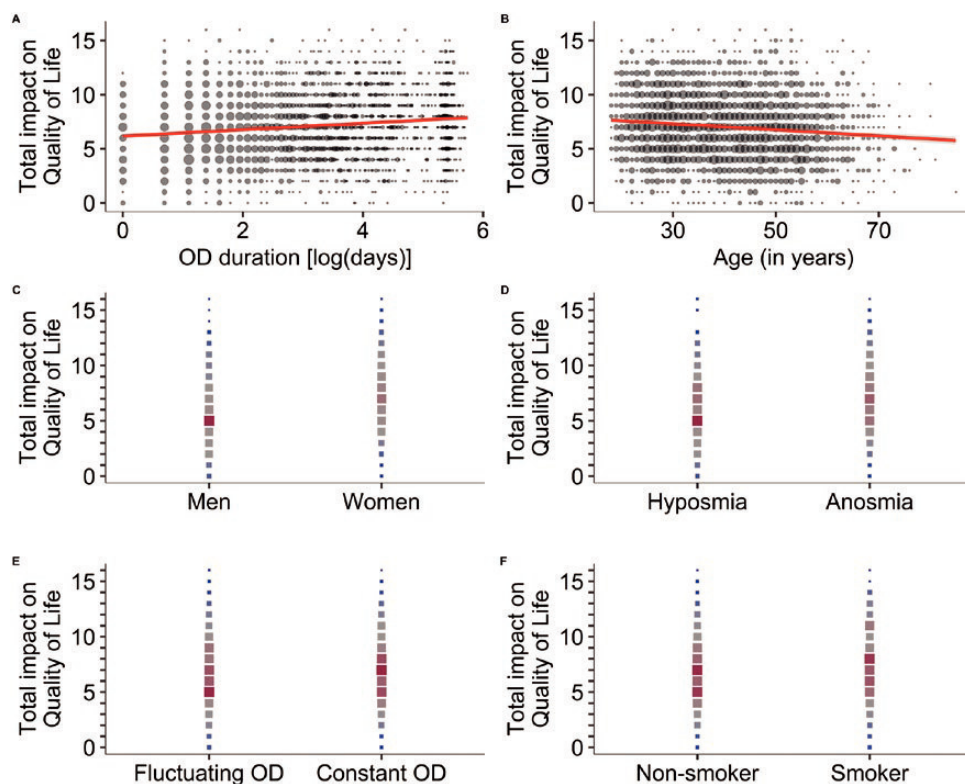 A
Total impact on
Quality of Life
15
10
5
0
0
2
4
6
OD duration [log(days)]
B
Total impact on
Quality of Life
15
10
5
0
30
50
70
Age (in years)
C
Total impact on
Quality of Life
15
10
5
0
Men
Women
D
Total impact on
Quality of Life
15
10
5
0
Hyposmia
Anosmia
E
Total impact on
Quality of Life
15
10
5
0
Fluctuating OD
Constant OD
F
Total impact on
Quality of Life
15
10
5
0
Non-smoker
Smoker